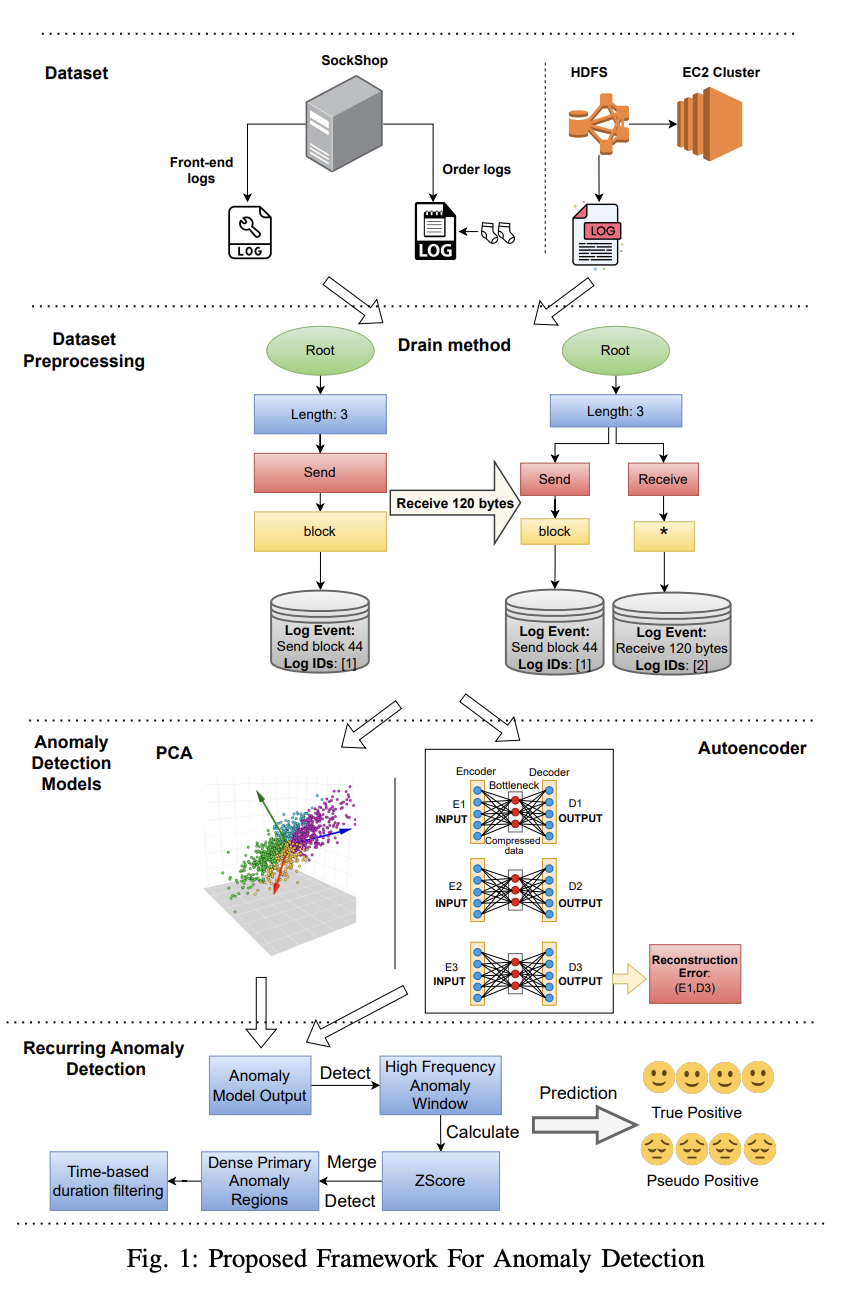 Dataset
SockShop
HDFS
EC2 Cluster
Front-end
logs
Order logs
LOG
LOG
LOG
Dataset
Preprocessing
Drain method
Root
Length: 3
Send
block
Log Event:
Send block 44
Log IDs: [1]
Receive 120 bytes
Root
Length: 3
Send
Receive
block
*
Log Event:
Send block 44
Log IDs: [1]
Log Event:
Receive 120 bytes
Log IDs: [2]
Anomaly
Detection
Models
PCA
Autoencoder
Encoder
Decoder
Bottleneck
E1
INPUT
D1
OUTPUT
Compressed
data
E2
INPUT
D2
OUTPUT
E3
INPUT
D3
OUTPUT
Reconstruction
Error:
(E1,D3)
Recurring Anomaly
Detection
Anomaly
Model Output
Detect
High Frequency
Anomaly
Window
Calculate
ZScore
Merge
Detect
Dense Primary
Anomaly
Regions
Time-based
duration filtering
Prediction
True Positive
Pseudo Positive
Fig. 1: Proposed Framework For Anomaly Detection